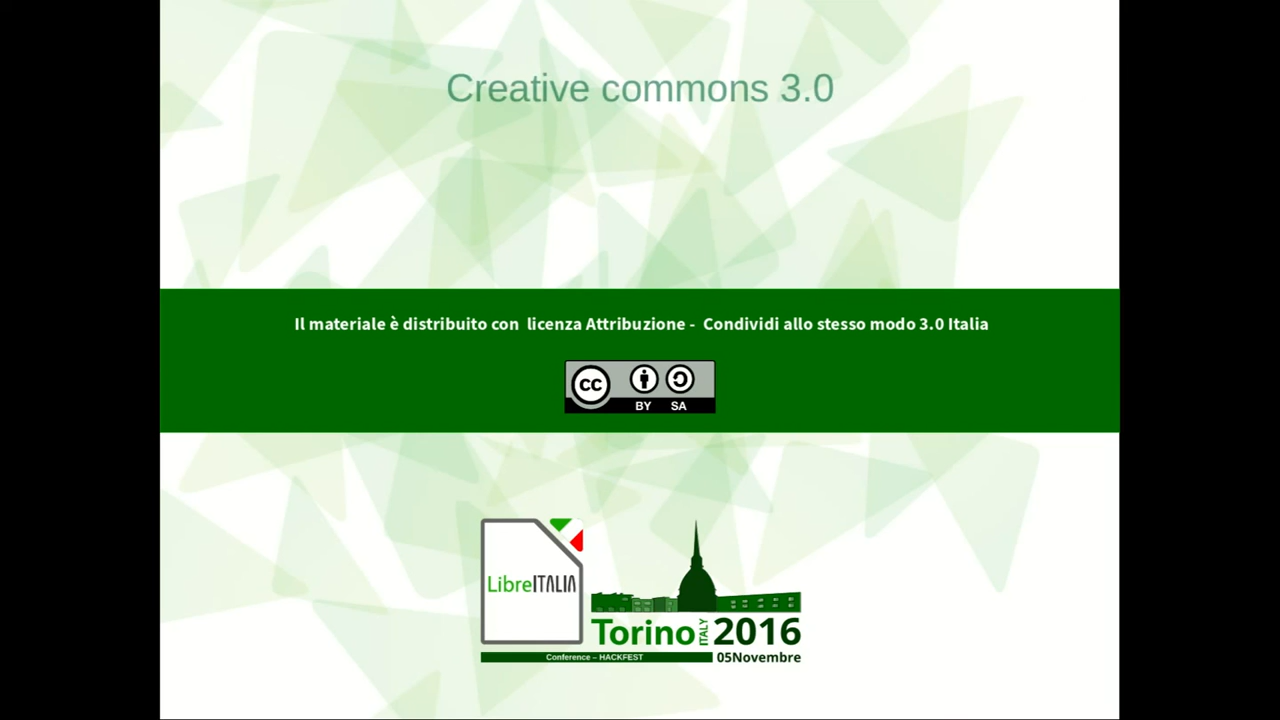 Creative commons 3.0
Il materiale è distribuito con licenza Attribuzione - Condividi allo stesso modo 3.0 Italia
cc
BY SA
LibreITALIA
Torino ITALY 2016
Conference – HACKFEST 05Novembre